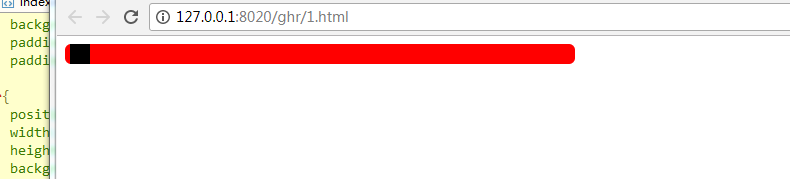 index
127.0.0.1:8020/ghr/1.html
backg
paddi
paddi
{
posit
width
heigh
backg